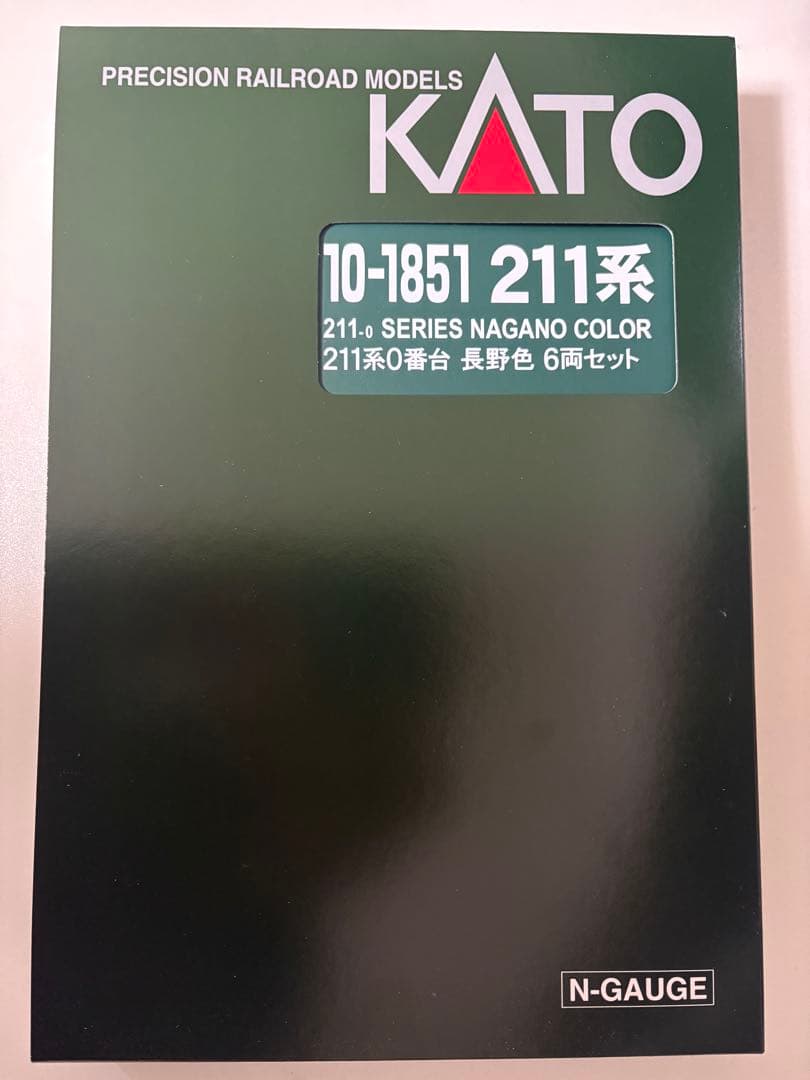 PRECISION RAILROAD MODELS
KATO
10-1851 211系
211-0 SERIES NAGANO COLOR
211系0番台 長野色 6両セット
N-GAUGE